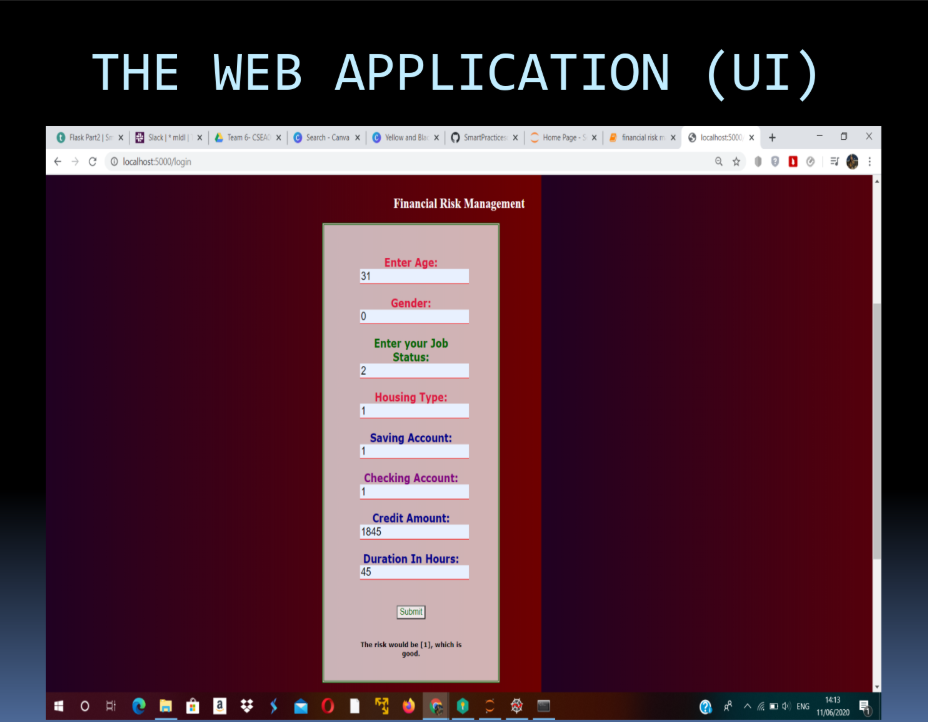 THE WEB APPLICATION (UI)
Flask Part2 | Sm Slack | * mldl | Team 6- CSEA Search - Canva Yellow and Bla SmartPractices Home Page - S financial risk m localhost:5000
localhost:5000/login
Financial Risk Management
Enter Age:
31
Gender:
0
Enter your Job
Status:
2
Housing Type:
1
Saving Account:
1
Checking Account:
1
Credit Amount:
1845
Duration In Hours:
45
Submit
The risk would be [1], which is
good.
ENG
14:13
11/06/2020